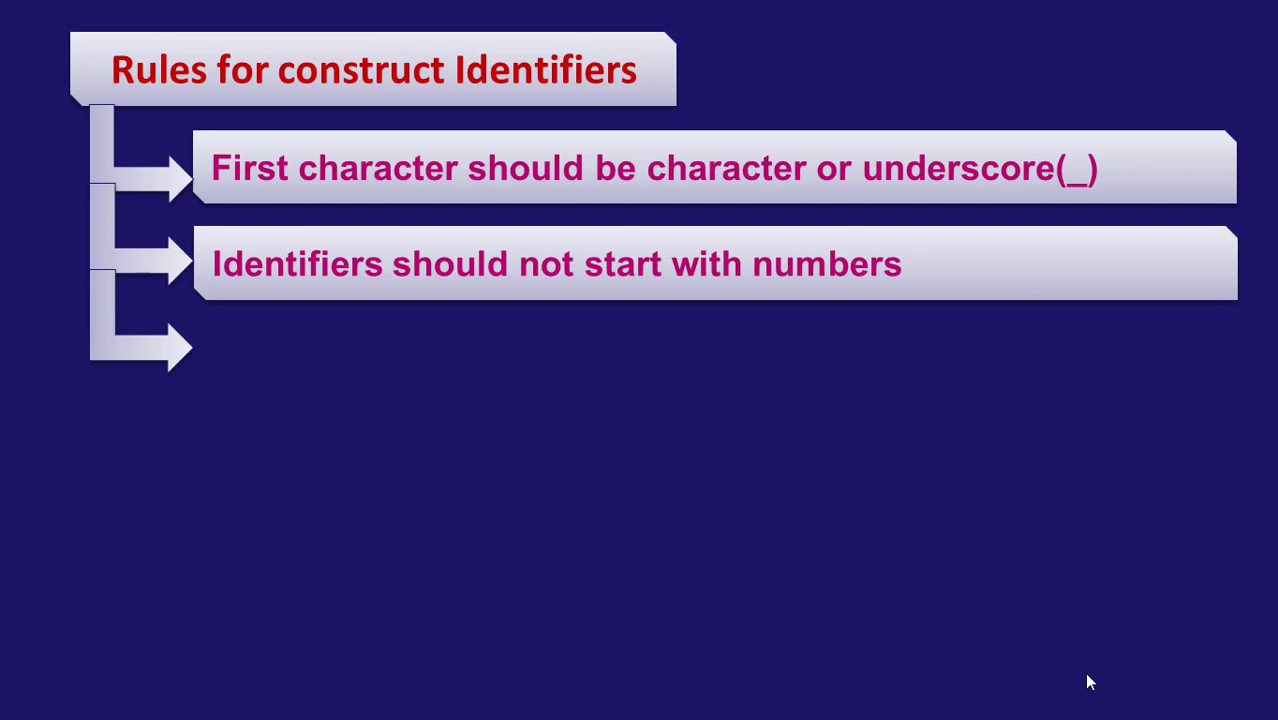 Rules for construct Identifiers
First character should be character or underscore(_)
Identifiers should not start with numbers